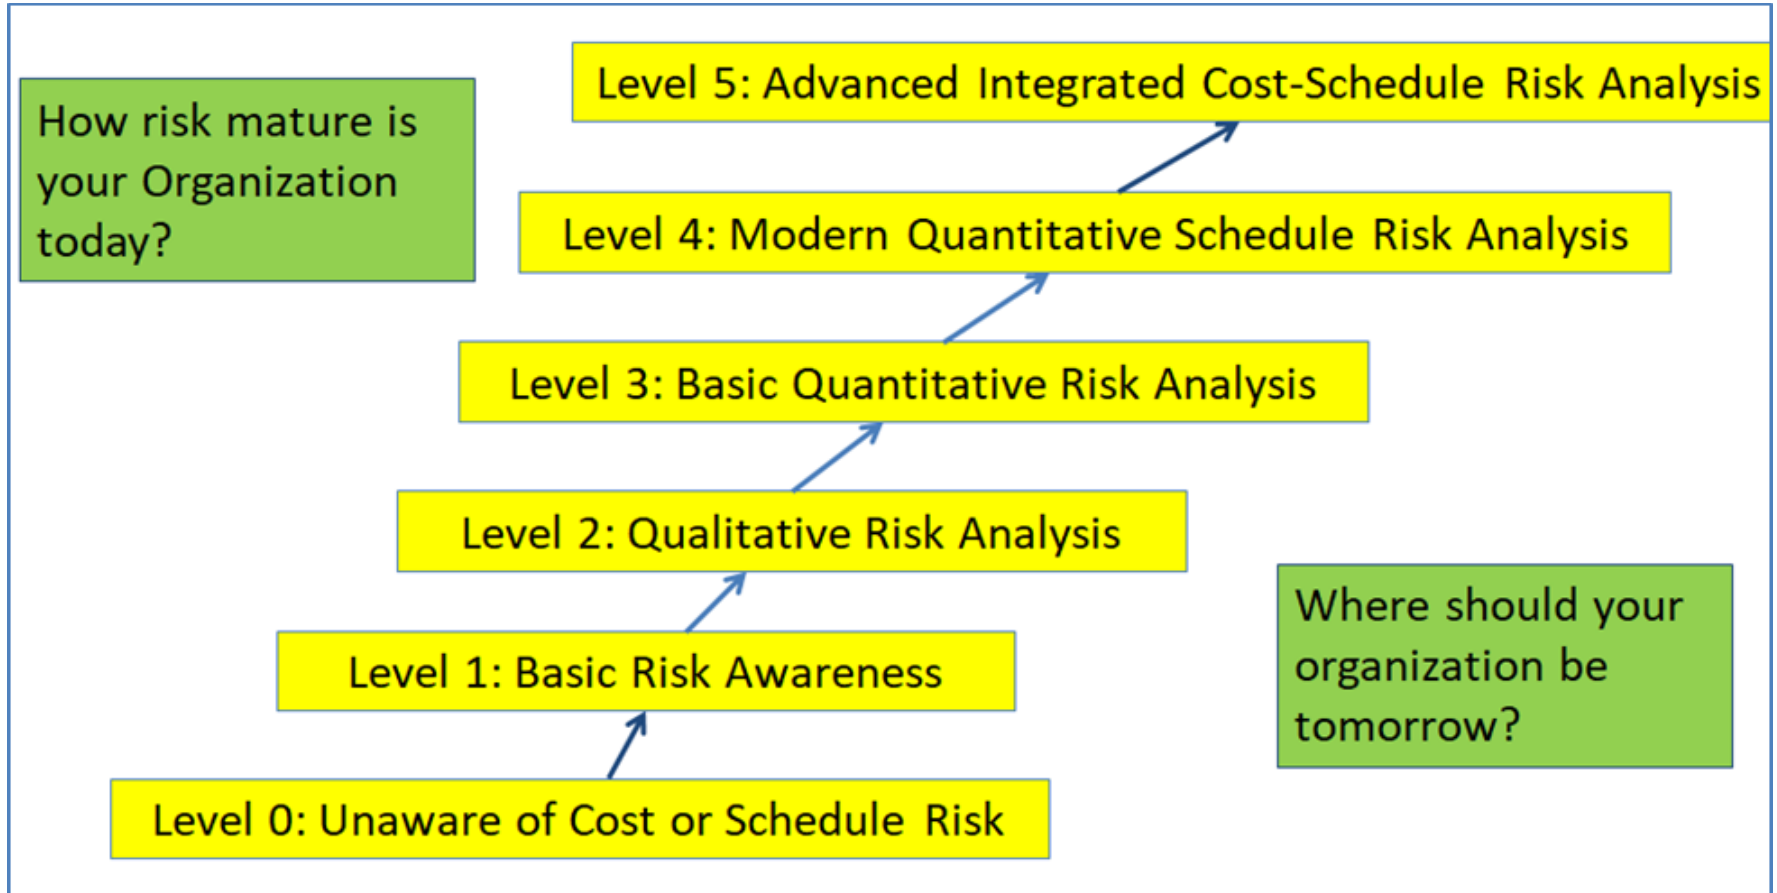 Level 5: Advanced Integrated Cost-Schedule Risk Analysis
How risk mature is
your Organization
today?
Level 4: Modern Quantitative Schedule Risk Analysis
Level 3: Basic Quantitative Risk Analysis
Level 2: Qualitative Risk Analysis
Where should your
organization be
tomorrow?
Level 1: Basic Risk Awareness
Level 0: Unaware of Cost or Schedule Risk